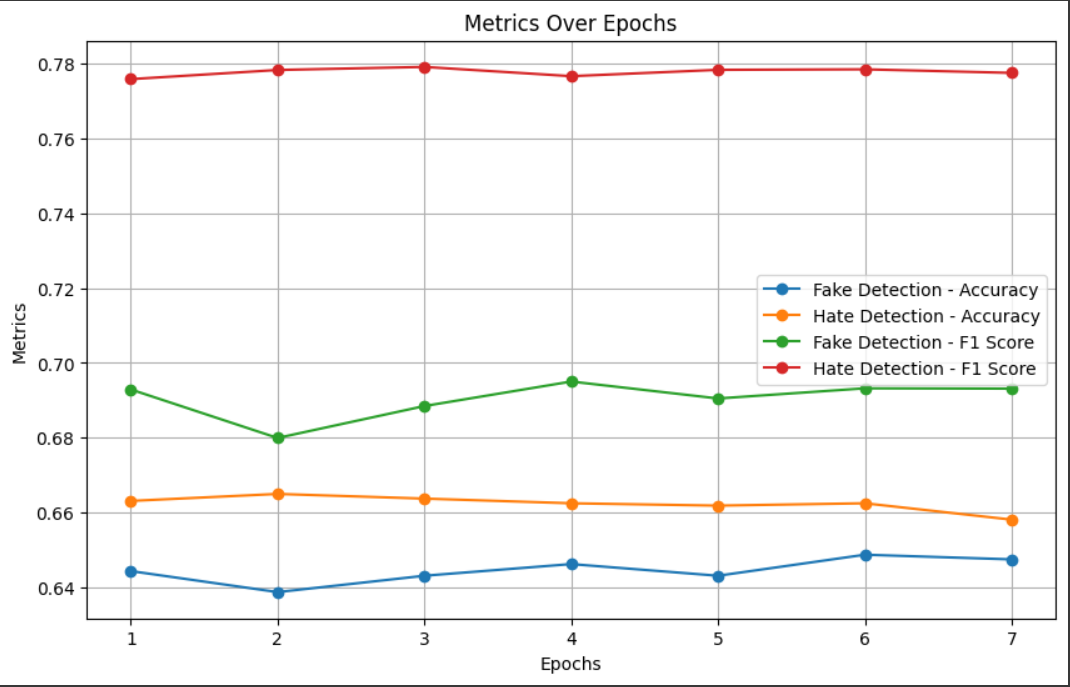 Metrics Over Epochs
0.78
0.76
0.74
0.72
0.70
0.68
0.66
0.64
Metrics
Fake Detection - Accuracy
Hate Detection - Accuracy
Fake Detection - F1 Score
Hate Detection - F1 Score
1 2 3 4 5 6 7
Epochs